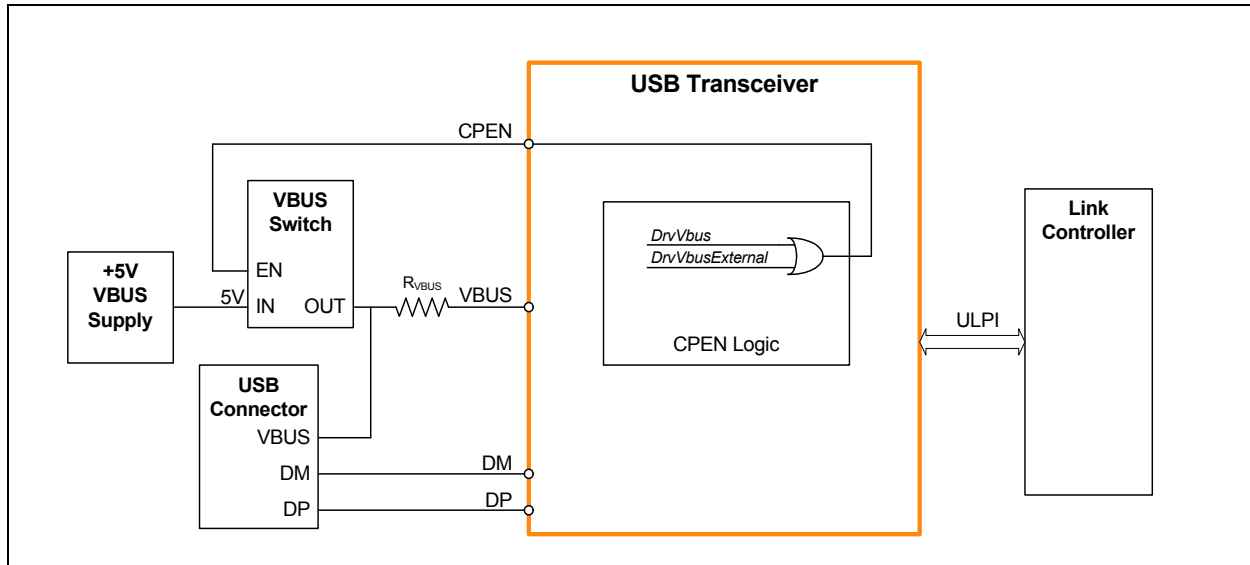 USB Transceiver
CPEN
VBUS
Switch
EN
5V
IN
OUT
+5V
VBUS
Supply
RVBUS
VBUS
DrvVbus
DrvVbusExternal
CPEN Logic
Link
Controller
ULPI
USB
Connector
VBUS
DM
DP
DM
DP